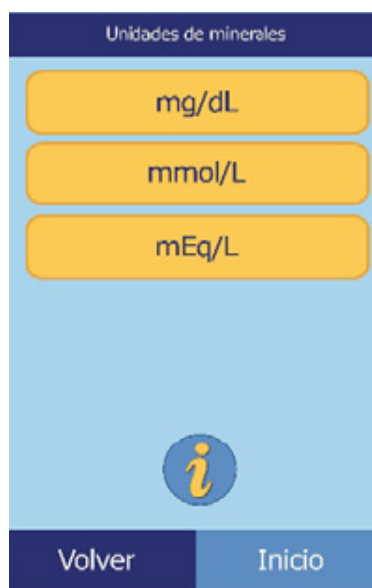 Unidades de minerales
mg/dL
mmol/L
mEq/L
i
Volver
Inicio